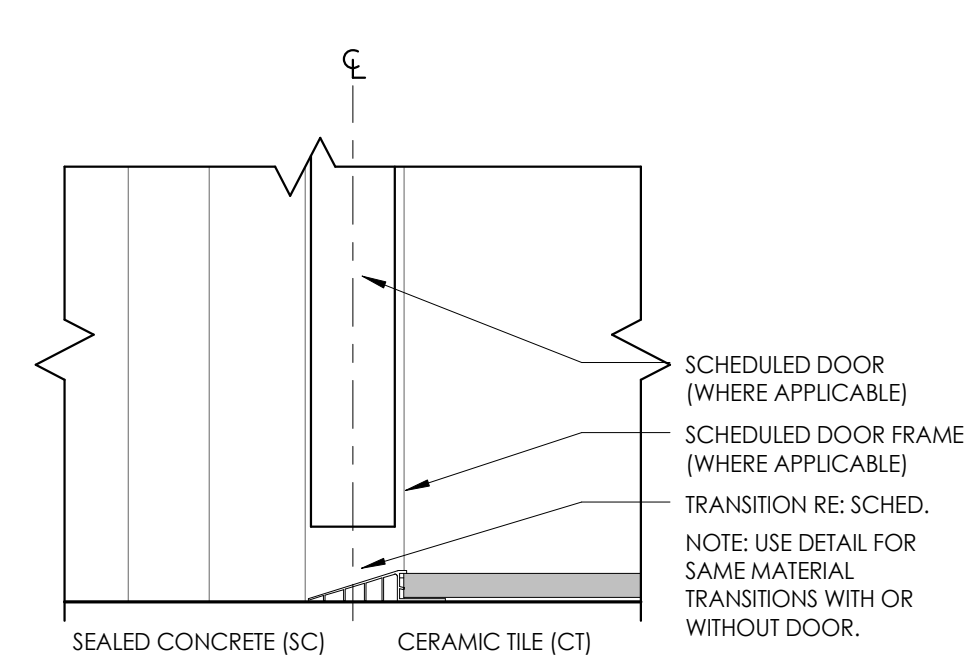 ℄
SCHEDULED DOOR
(WHERE APPLICABLE)
SCHEDULED DOOR FRAME
(WHERE APPLICABLE)
TRANSITION RE: SCHED.
NOTE: USE DETAIL FOR
SAME MATERIAL
TRANSITIONS WITH OR
WITHOUT DOOR.
SEALED CONCRETE (SC)
CERAMIC TILE (CT)